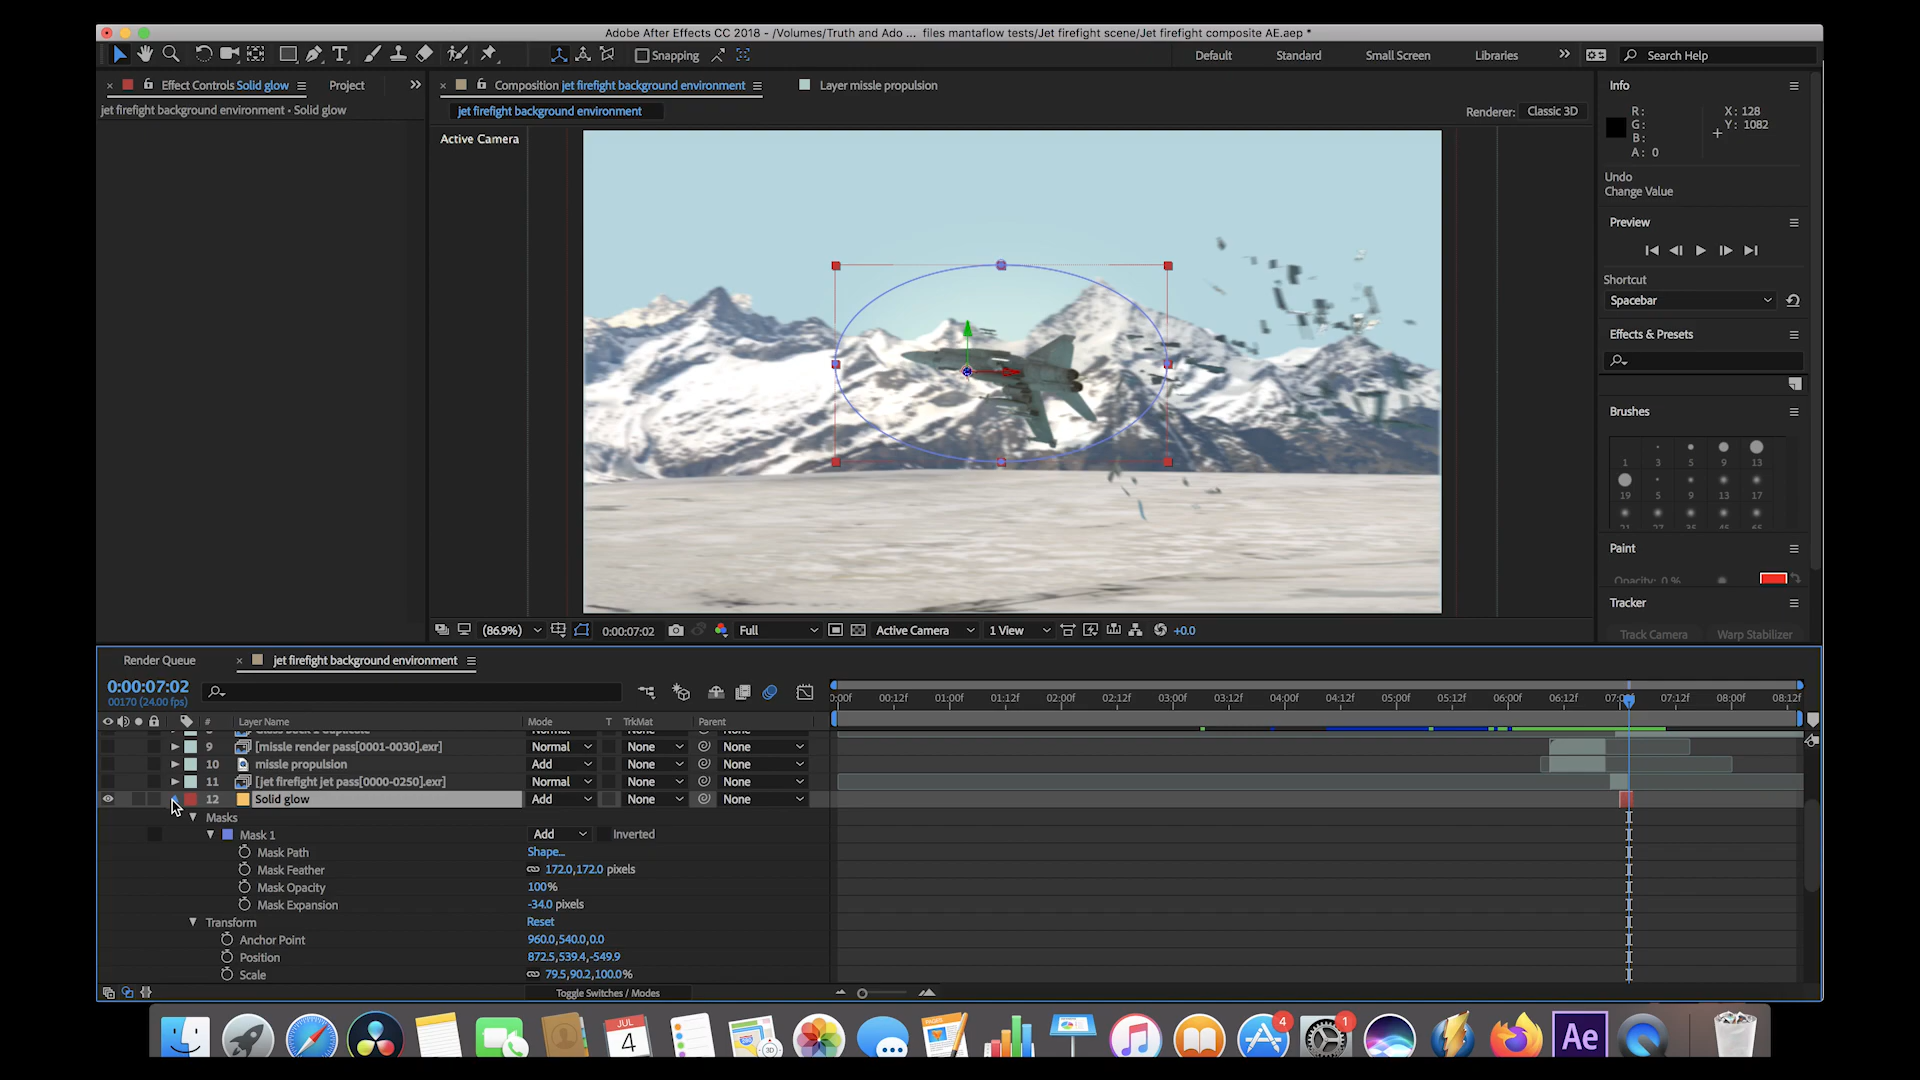 Adobe After Effects CC 2018 - /Volumes/Truth and Ado ... files mantaflow tests/Jet firefight scene/Jet firefight composite AE.aep *
Snapping
Default
Standard
Small Screen
Libraries
Search Help
Effect Controls Solid glow
Project
Composition jet firefight background environment
Layer missle propulsion
jet firefight background environment • Solid glow
jet firefight background environment
Renderer: Classic 3D
Active Camera
Info
R:
G:
B:
A: 0
X: 128
Y: 1082
Undo
Change Value
Preview
Shortcut
Spacebar
Effects & Presets
Brushes
1 3 5 9 13
19 5 9 13 17
21 27 35 45 65
Paint
Opacity: 0 %
Tracker
Track Camera
Warp Stabilizer
(86.9%)
0:00:07:02
Full
Active Camera
1 View
+0.0
Render Queue
jet firefight background environment
0:00:07:02
00170 (24.00 fps)
:00f 00:12f 01:00f 01:12f 02:00f 02:12f 03:00f 03:12f 04:00f 04:12f 05:00f 05:12f 06:00f 06:12f 07:00f 07:12f 08:00f 08:12f
# Layer Name Mode T TrkMat Parent
9 [missle render pass[0001-0030].exr] Normal None None
10 missle propulsion Add None None
11 [jet firefight jet pass[0000-0250].exr] Normal None None
12 Solid glow Add None None
Masks
Mask 1 Add Inverted
Mask Path Shape...
Mask Feather 172.0,172.0 pixels
Mask Opacity 100%
Mask Expansion -34.0 pixels
Transform Reset
Anchor Point 960.0,540.0,0.0
Position 872.5,539.4,-549.9
Scale 79.5,90.2,100.0%
Toggle Switches / Modes
JUL
4
3D
4
1
Ae